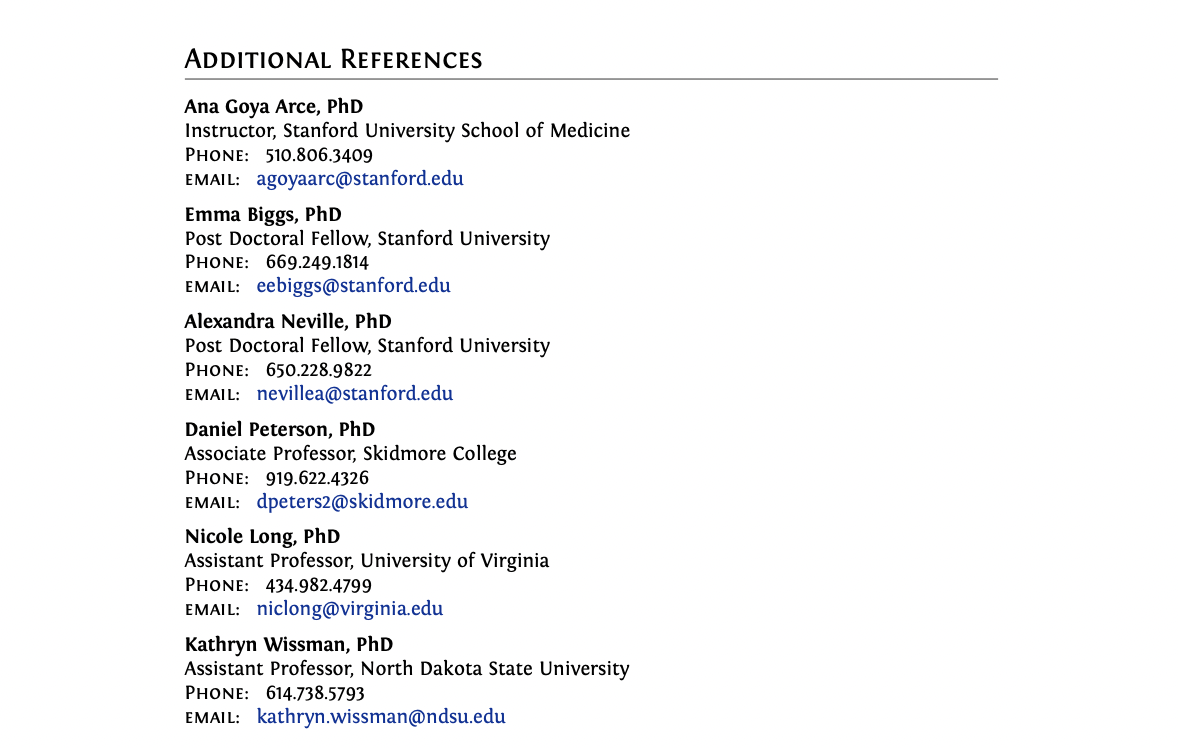 Additional References
Ana Goya Arce, PhD
Instructor, Stanford University School of Medicine
Phone: 510.806.3409
email: agoyaarc@stanford.edu
Emma Biggs, PhD
Post Doctoral Fellow, Stanford University
Phone: 669.249.1814
email: eebiggs@stanford.edu
Alexandra Neville, PhD
Post Doctoral Fellow, Stanford University
Phone: 650.228.9822
email: nevillea@stanford.edu
Daniel Peterson, PhD
Associate Professor, Skidmore College
Phone: 919.622.4326
email: dpeters2@skidmore.edu
Nicole Long, PhD
Assistant Professor, University of Virginia
Phone: 434.982.4799
email: niclong@virginia.edu
Kathryn Wissman, PhD
Assistant Professor, North Dakota State University
Phone: 614.738.5793
email: kathryn.wissman@ndsu.edu